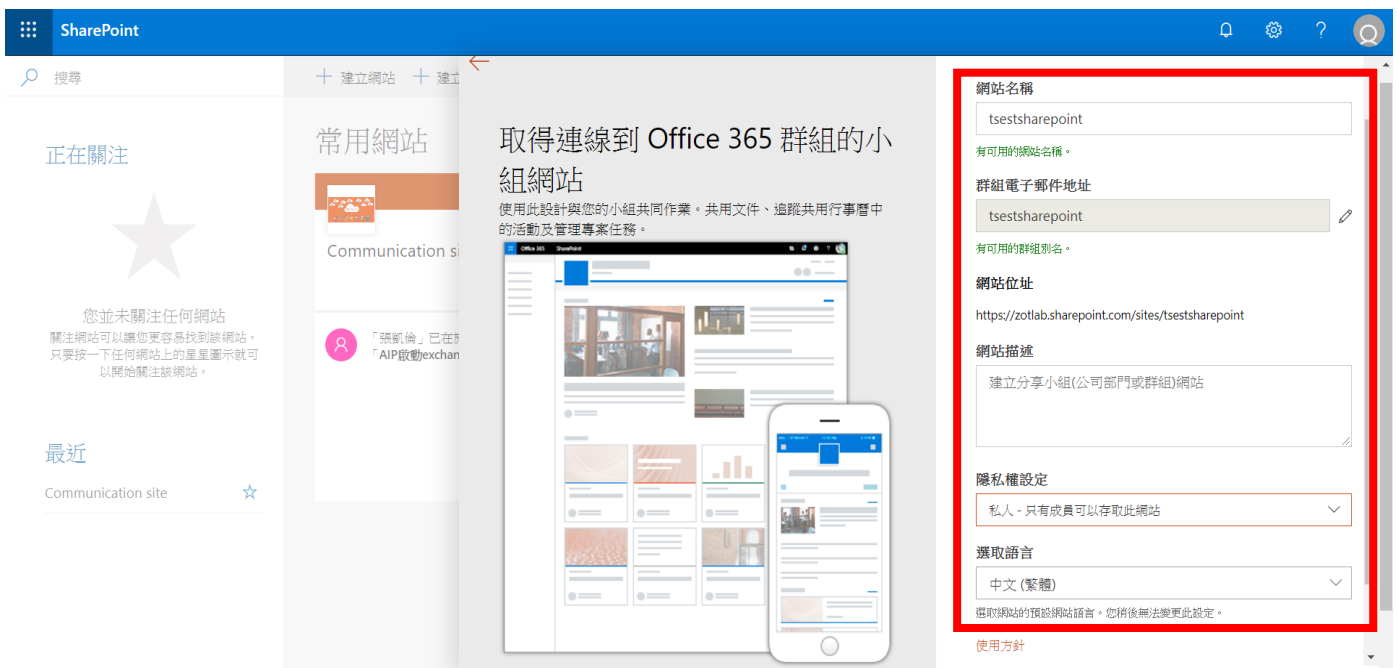 SharePoint
搜尋
建立網站
建立
正在關注
您並未關注任何網站
關注網站可以讓您更容易找到該網站。
只要按一下任何網站上的星星圖示就可
以開始關注該網站。
最近
Communication site
常用網站
Communication si
「張凱倫」已在
「AIP啟動exchan
取得連線到 Office 365 群組的小
組網站
使用此設計與您的小組共同作業。共用文件、追蹤共用行事曆中
的活動及管理專案任務。
Office 365 SharePoint
網站名稱
tsestsharepoint
有可用的網站名稱。
群組電子郵件地址
tsestsharepoint
有可用的群組別名。
網站位址
https://zotlab.sharepoint.com/sites/tsestsharepoint
網站描述
建立分享小組(公司部門或群組)網站
隱私權設定
私人 - 只有成員可以存取此網站
選取語言
中文 (繁體)
選取網站的預設網站語言。您稍後無法變更此設定。
使用方針